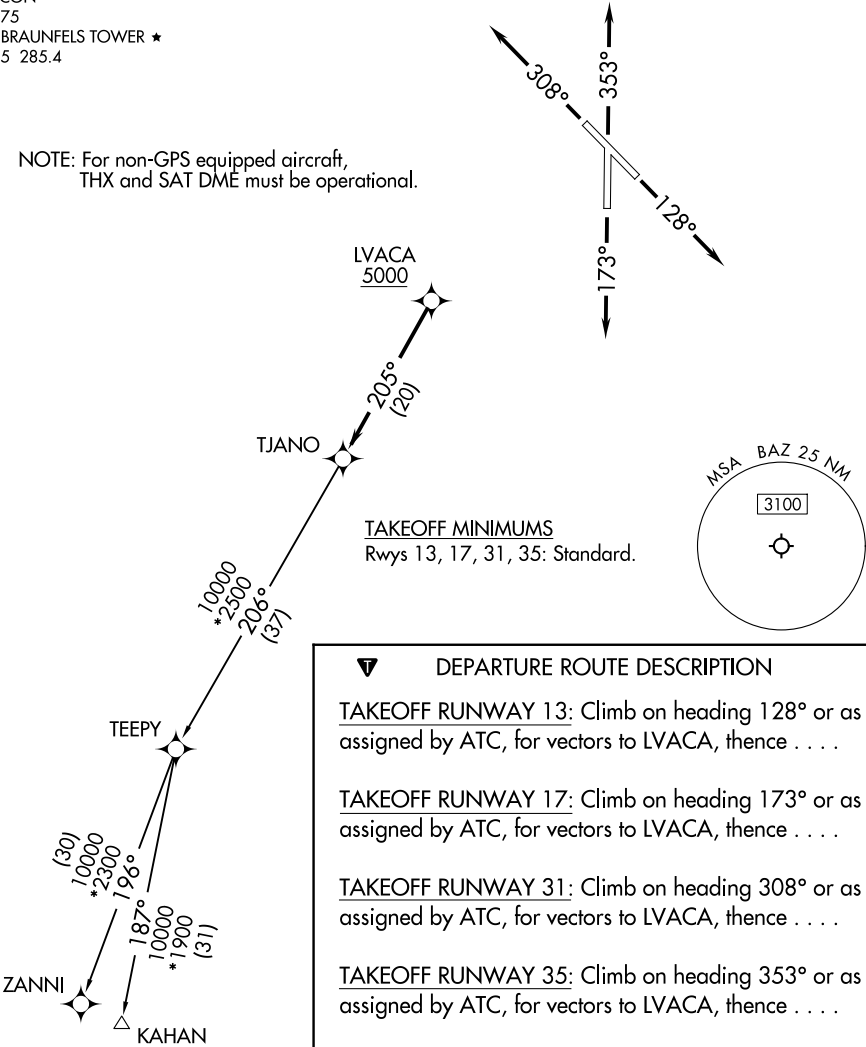 75
BRAUNFELS TOWER ★
5 285.4
308°
353°
128°
173°
NOTE: For non-GPS equipped aircraft,
THX and SAT DME must be operational.
LVACA
5000
205°
(20)
TJANO
MSA BAZ 25 NM
3100
TAKEOFF MINIMUMS
Rwys 13, 17, 31, 35: Standard.
10000
*2500
206°
(37)
TEEPY
(30)
10000
*2300
196°
187°
10000
*1900
(31)
ZANNI
KAHAN
T
DEPARTURE ROUTE DESCRIPTION
TAKEOFF RUNWAY 13: Climb on heading 128° or as
assigned by ATC, for vectors to LVACA, thence . . . .
TAKEOFF RUNWAY 17: Climb on heading 173° or as
assigned by ATC, for vectors to LVACA, thence . . . .
TAKEOFF RUNWAY 31: Climb on heading 308° or as
assigned by ATC, for vectors to LVACA, thence . . . .
TAKEOFF RUNWAY 35: Climb on heading 353° or as
assigned by ATC, for vectors to LVACA, thence . . . .